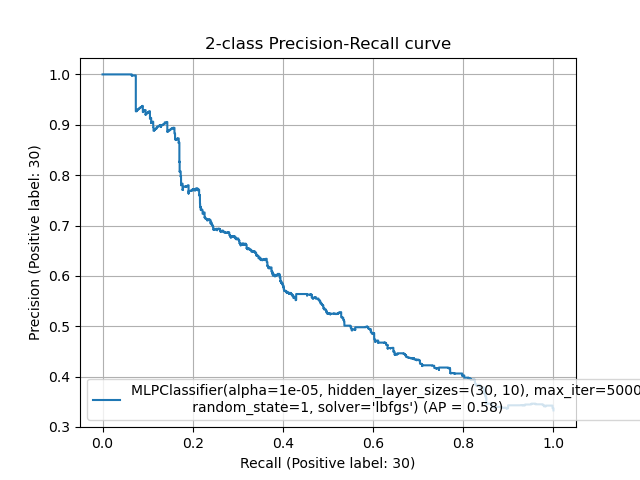 2-class Precision-Recall curve
1.0
0.9
0.8
0.7
0.6
0.5
0.4
0.3
Precision (Positive label: 30)
MLPClassifier(alpha=1e-05, hidden_layer_sizes=(30, 10), max_iter=5000
random_state=1, solver='lbfgs') (AP = 0.58)
0.0 0.2 0.4 0.6 0.8 1.0
Recall (Positive label: 30)